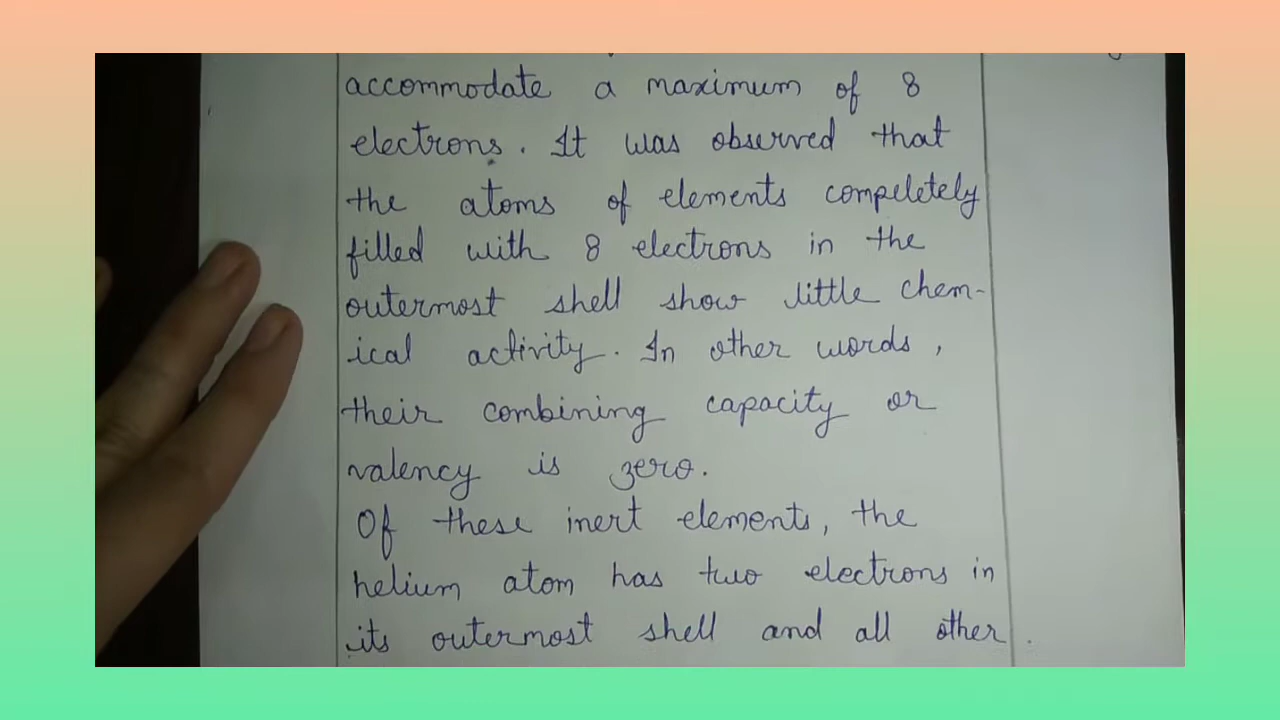 accommodate a maximum of 8
electrons. It was observed that
the atoms of elements compeletely
filled with 8 electrons in the
outermost shell show little chem-
ical activity. In other words,
their combining capacity or
valency is zero.
Of these inert elements, the
helium atom has two electrons in
its outermost shell and all other